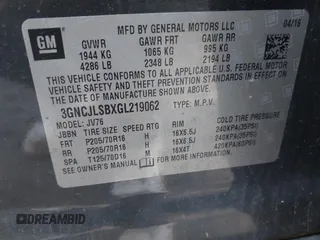 GM
MFD BY GENERAL MOTORS LLC
04/16
GVWR GAWR FRT GAWR RR
1944 KG 1065 KG 995 KG
4286 LB 2348 LB 2194 LB
THIS VEHICLE CONFORMS TO ALL APPLICABLE U.S. FEDERAL MOTOR
VEHICLE SAFETY AND THEFT PREVENTION STANDARDS IN EFFECT ON
THE DATE OF MANUFACTURE SHOWN ABOVE.
3GNCJLSBXGL219062 TYPE: M.P.V.
MODEL: JV76
JBBN TIRE SIZE SPEED RTG RIM COLD TIRE PRESSURE
FRT P205/70R16 H 16X6.5J 240KPA(35PSI)
RR P205/70R16 H 16X6.5J 240KPA(35PSI)
SPA T125/70D16 M 16X4T 420KPA(60PSI)
SEE OWNER'S MANUAL FOR ADDITIONAL INFORMATION.
DREAMBID